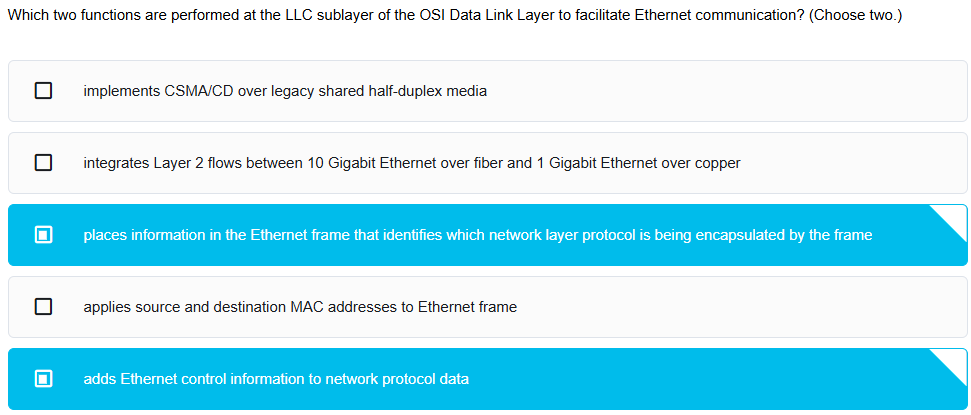 Which two functions are performed at the LLC sublayer of the OSI Data Link Layer to facilitate Ethernet communication? (Choose two.)
implements CSMA/CD over legacy shared half-duplex media
integrates Layer 2 flows between 10 Gigabit Ethernet over fiber and 1 Gigabit Ethernet over copper
places information in the Ethernet frame that identifies which network layer protocol is being encapsulated by the frame
applies source and destination MAC addresses to Ethernet frame
adds Ethernet control information to network protocol data